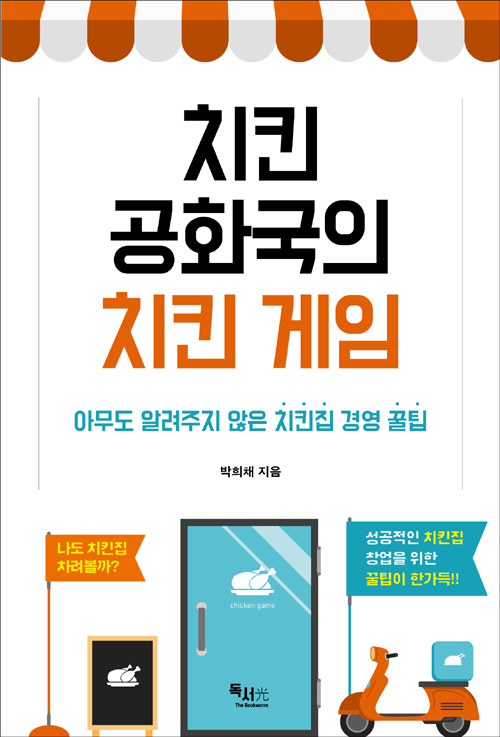 치킨
공화국의
치킨 게임
아무도 알려주지 않은 치킨집 경영 꿀팁
박희채 지음
나도 치킨집
차려볼까?
성공적인 치킨집
창업을 위한
꿀팁이 한가득!!
chicken game
독서光
The Bookworm